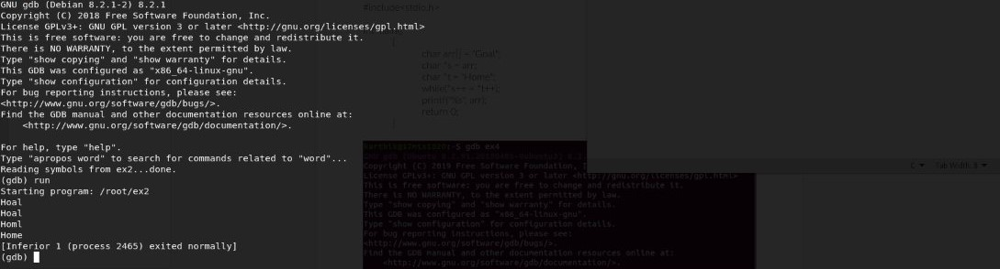 GNU gdb (Debian 8.2.1-2) 8.2.1
Copyright (C) 2018 Free Software Foundation, Inc.
License GPLv3+: GNU GPL version 3 or later <http://gnu.org/licenses/gpl.html>
This is free software: you are free to change and redistribute it.
There is NO WARRANTY, to the extent permitted by law.
Type "show copying" and "show warranty" for details.
This GDB was configured as "x86_64-linux-gnu".
Type "show configuration" for configuration details.
For bug reporting instructions, please see:
<http://www.gnu.org/software/gdb/bugs/>.
Find the GDB manual and other documentation resources online at:
    <http://www.gnu.org/software/gdb/documentation/>.
For help, type "help".
Type "apropos word" to search for commands related to "word"...
Reading symbols from ex2...done.
(gdb) run
Starting program: /root/ex2
Hoal
Hoal
Homl
Home
[Inferior 1 (process 2465) exited normally]
(gdb)
#include<stdio.h>
{
char arr[] = "Goal";
char *s = arr;
char *t = "Home";
while(*s++ = *t++);
printf("%s", arr);
return 0;
}
:~$ gdb ex4
Copyright (C) 2018 Free Software Foundation,
License GPLv3+: GNU GPL version 3 or later <http://gnu.org/licenses/gpl.html>
This is free software: you are free to change and redistribute it.
There is NO WARRANTY, to the extent permitted by law.
Type "show copying" and "show warranty" for details.
This GDB was configured as "x86_64-linux-gnu".
Type "show configuration" for configuration details.
For bug reporting instructions, please see:
<http://www.gnu.org/software/gdb/bugs/>.
Find the GDB manual and other documentation resources online at:
<http://www.gnu.org/software/gdb/documentation/>.
C Tab Width: 8